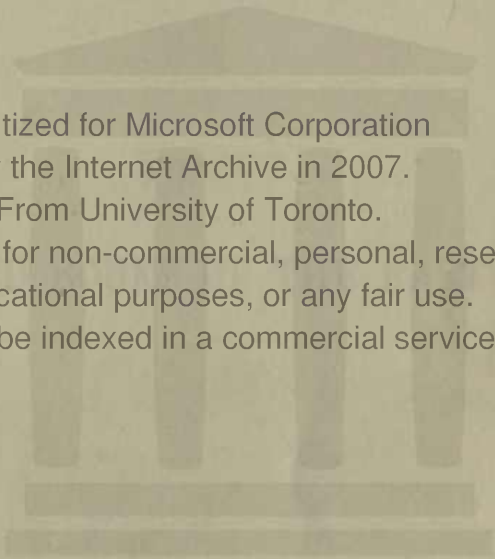 tized for Microsoft Corporation
the Internet Archive in 2007.
From University of Toronto.
for non-commercial, personal, rese
cational purposes, or any fair use.
be indexed in a commercial service